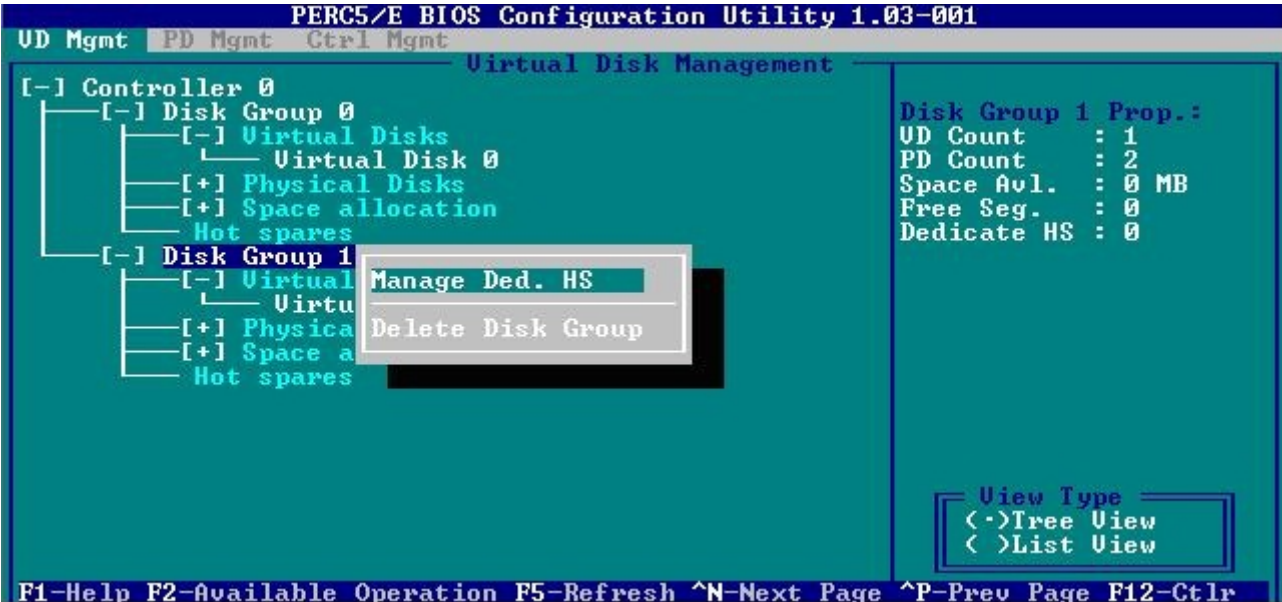 PERC5/E BIOS Configuration Utility 1.03-001
VD Mgmt PD Mgmt Ctrl Mgmt
Virtual Disk Management
[-] Controller 0
[-] Disk Group 0
[-] Virtual Disks
Virtual Disk 0
[+] Physical Disks
[+] Space allocation
Hot spares
[-] Disk Group 1
[-] Virtual
Virtu
[+] Physica
[+] Space a
Hot spares
Manage Ded. HS
Delete Disk Group
Disk Group 1 Prop.:
VD Count : 1
PD Count : 2
Space Avl. : 0 MB
Free Seg. : 0
Dedicate HS : 0
View Type
(·)Tree View
( )List View
F1-Help F2-Available Operation F5-Refresh ^N-Next Page ^P-Prev Page F12-Ctlr